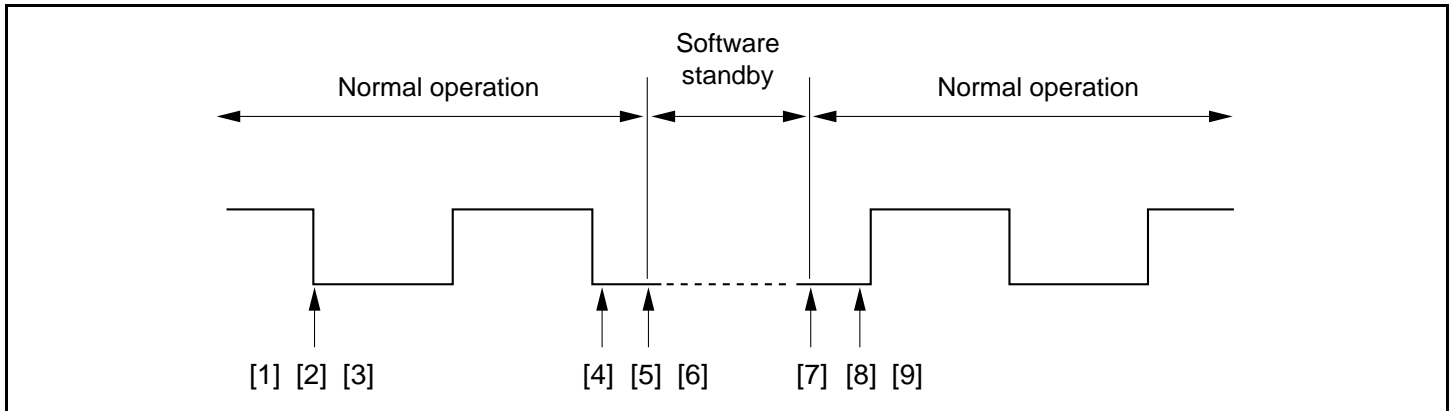 Software
standby
Normal operation
Normal operation
[1] [2] [3] [4] [5] [6] [7] [8] [9]